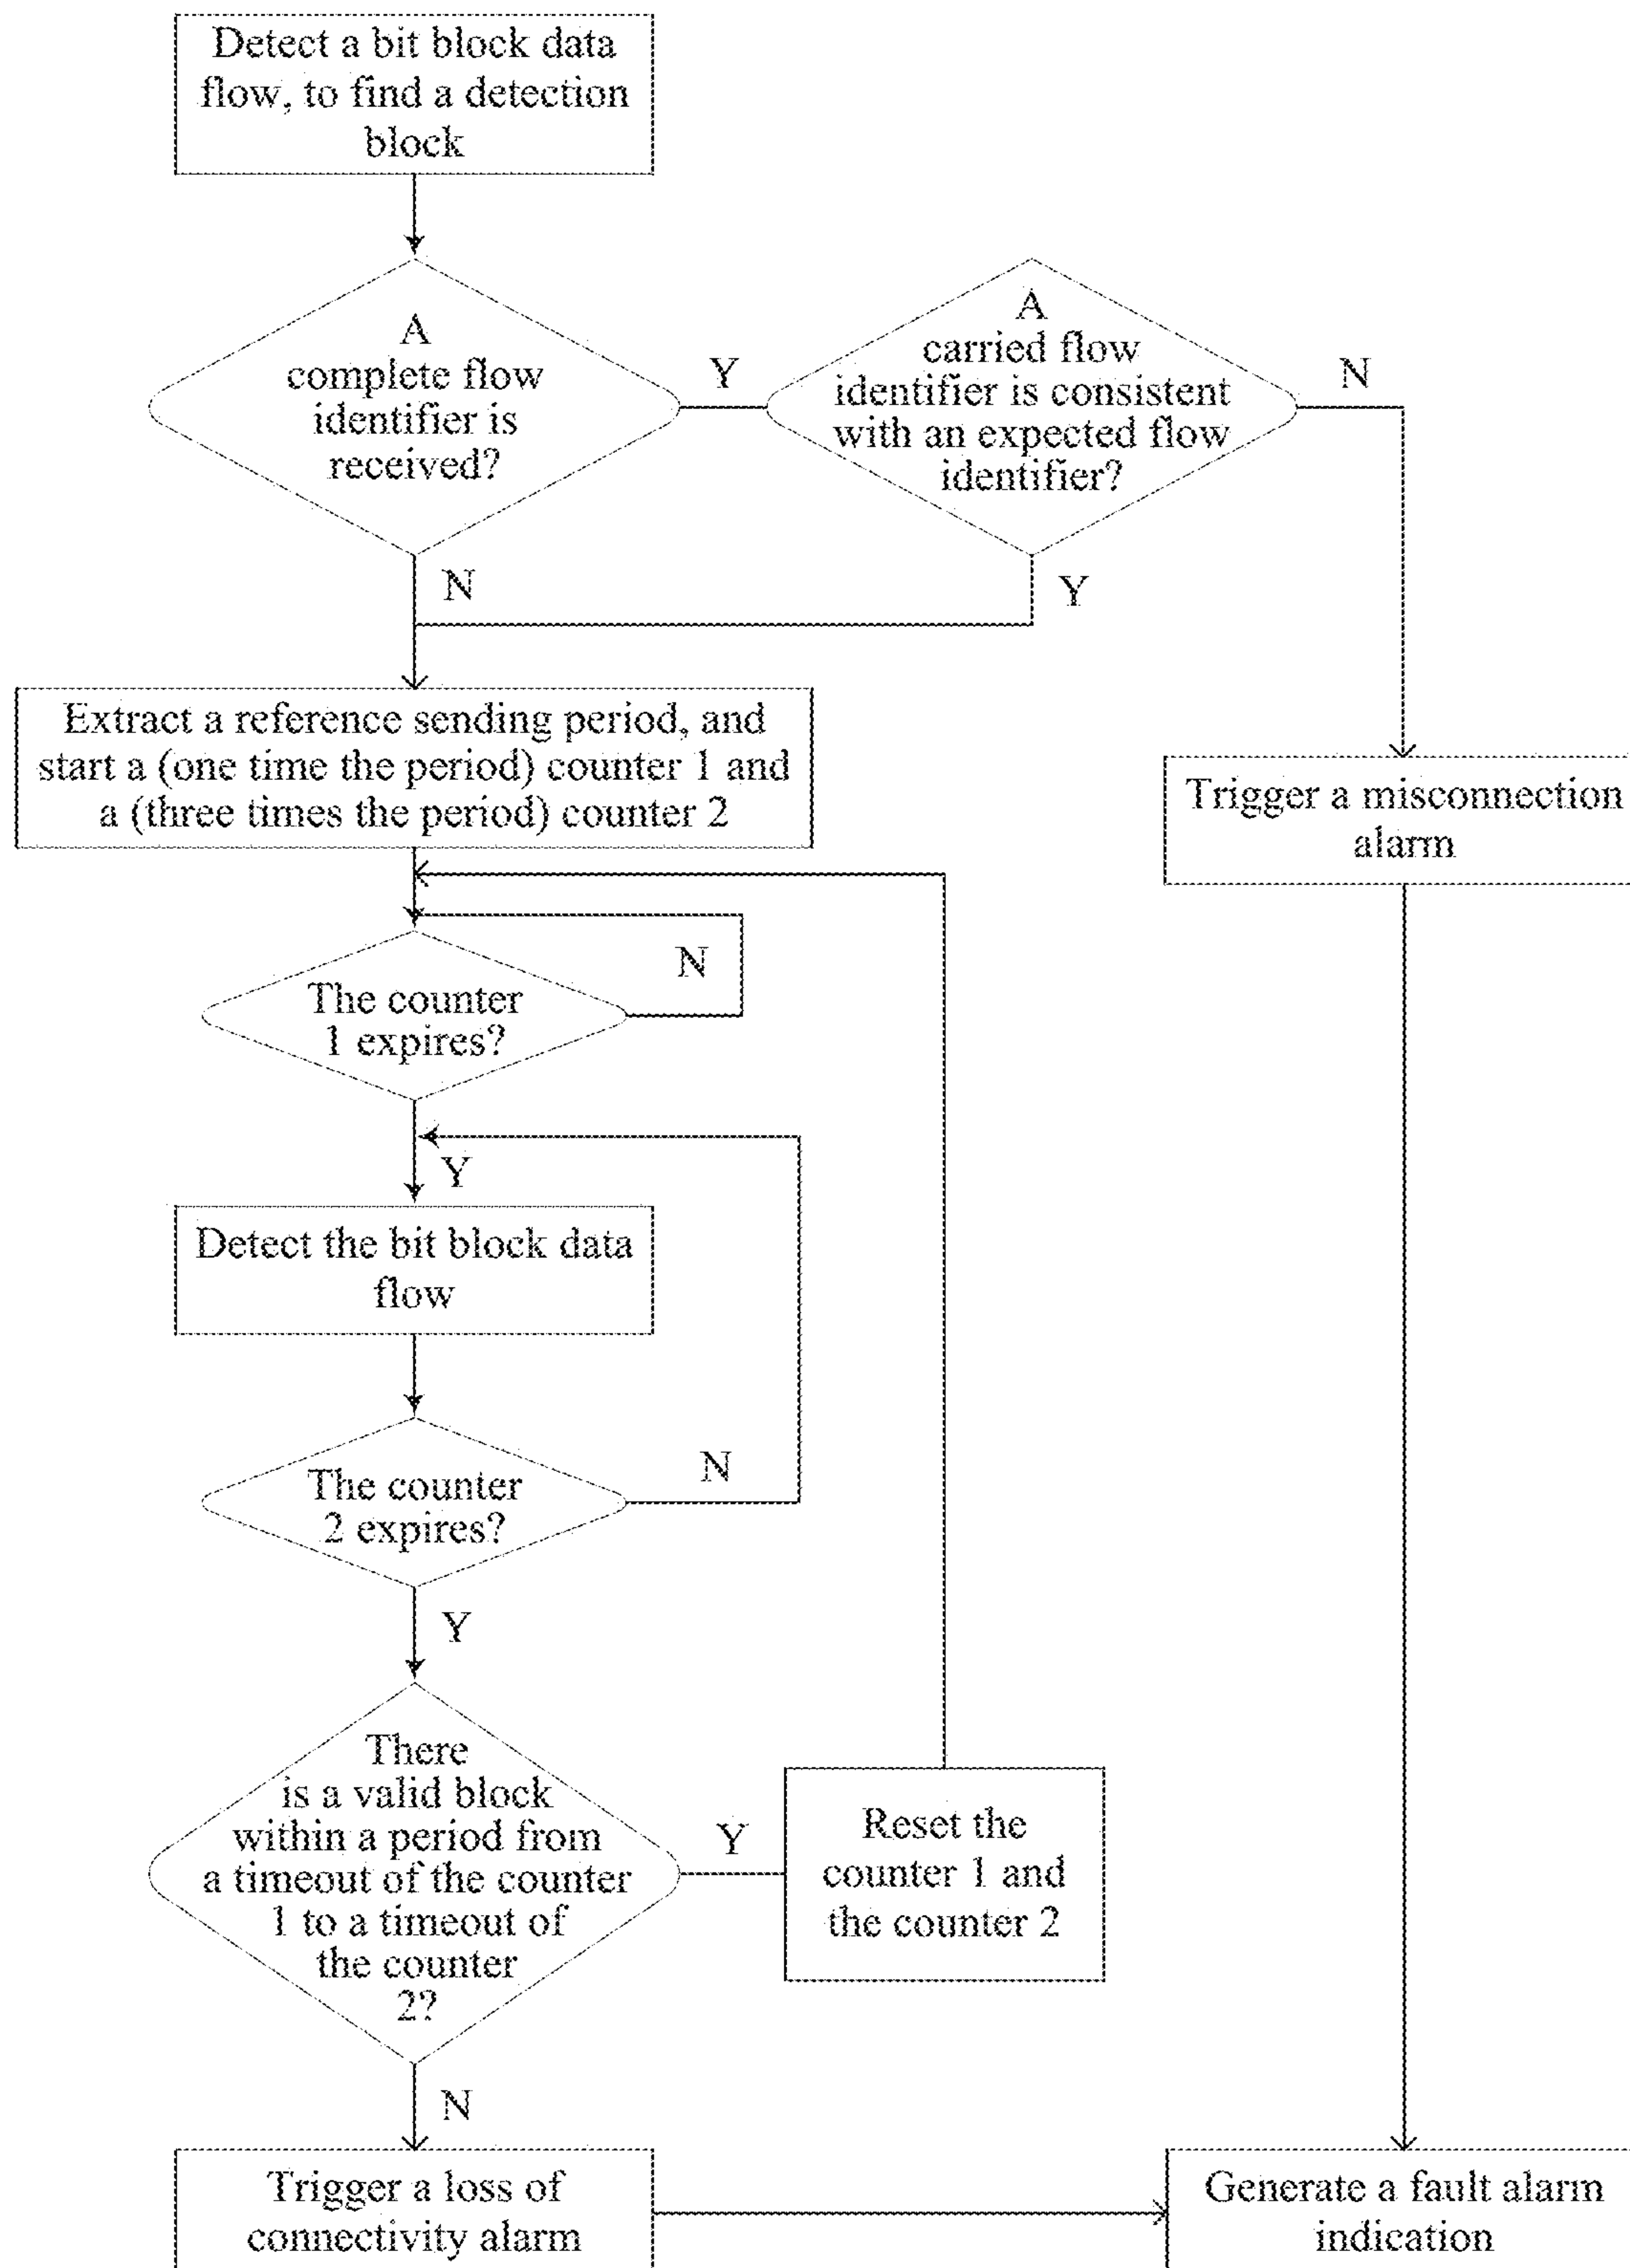 Detect a bit block data
flow, to find a detection
block
A
complete flow
identifier is
received?
Y
A
carried flow
identifier is consistent
with an expected flow
identifier?
N
N
Y
Extract a reference sending period, and
start a (one time the period) counter 1 and
a (three times the period) counter 2
Trigger a misconnection
alarm
N
The counter
1 expires?
Y
Detect the bit block data
flow
The counter
2 expires?
N
Y
There
is a valid block
within a period from
a timeout of the counter
1 to a timeout of
the counter
2?
Y
Reset the
counter 1 and
the counter 2
N
Trigger a loss of
connectivity alarm
Generate a fault alarm
indication